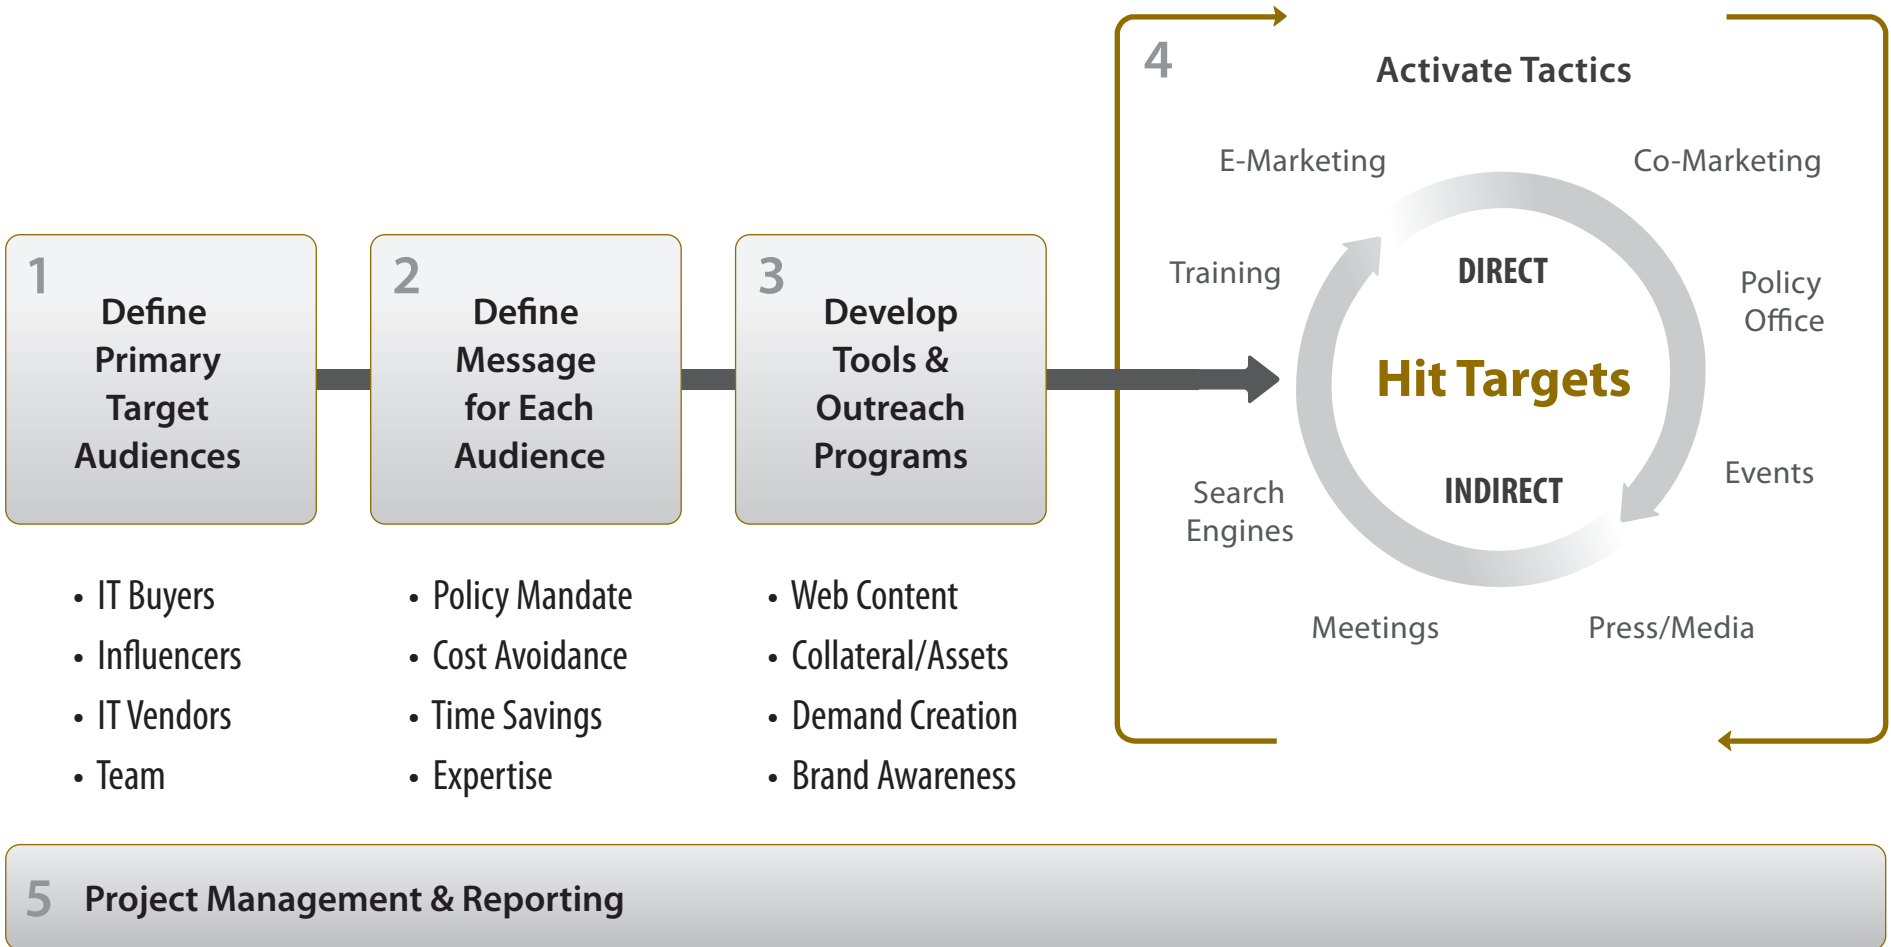 1
Define
Primary
Target
Audiences
• IT Buyers
• Influencers
• IT Vendors
• Team
2
Define
Message
for Each
Audience
• Policy Mandate
• Cost Avoidance
• Time Savings
• Expertise
3
Develop
Tools &
Outreach
Programs
• Web Content
• Collateral/Assets
• Demand Creation
• Brand Awareness
4
Activate Tactics
E-Marketing
Co-Marketing
Training
DIRECT
Policy
Office
Hit Targets
Search
Engines
INDIRECT
Events
Meetings
Press/Media
5 Project Management & Reporting